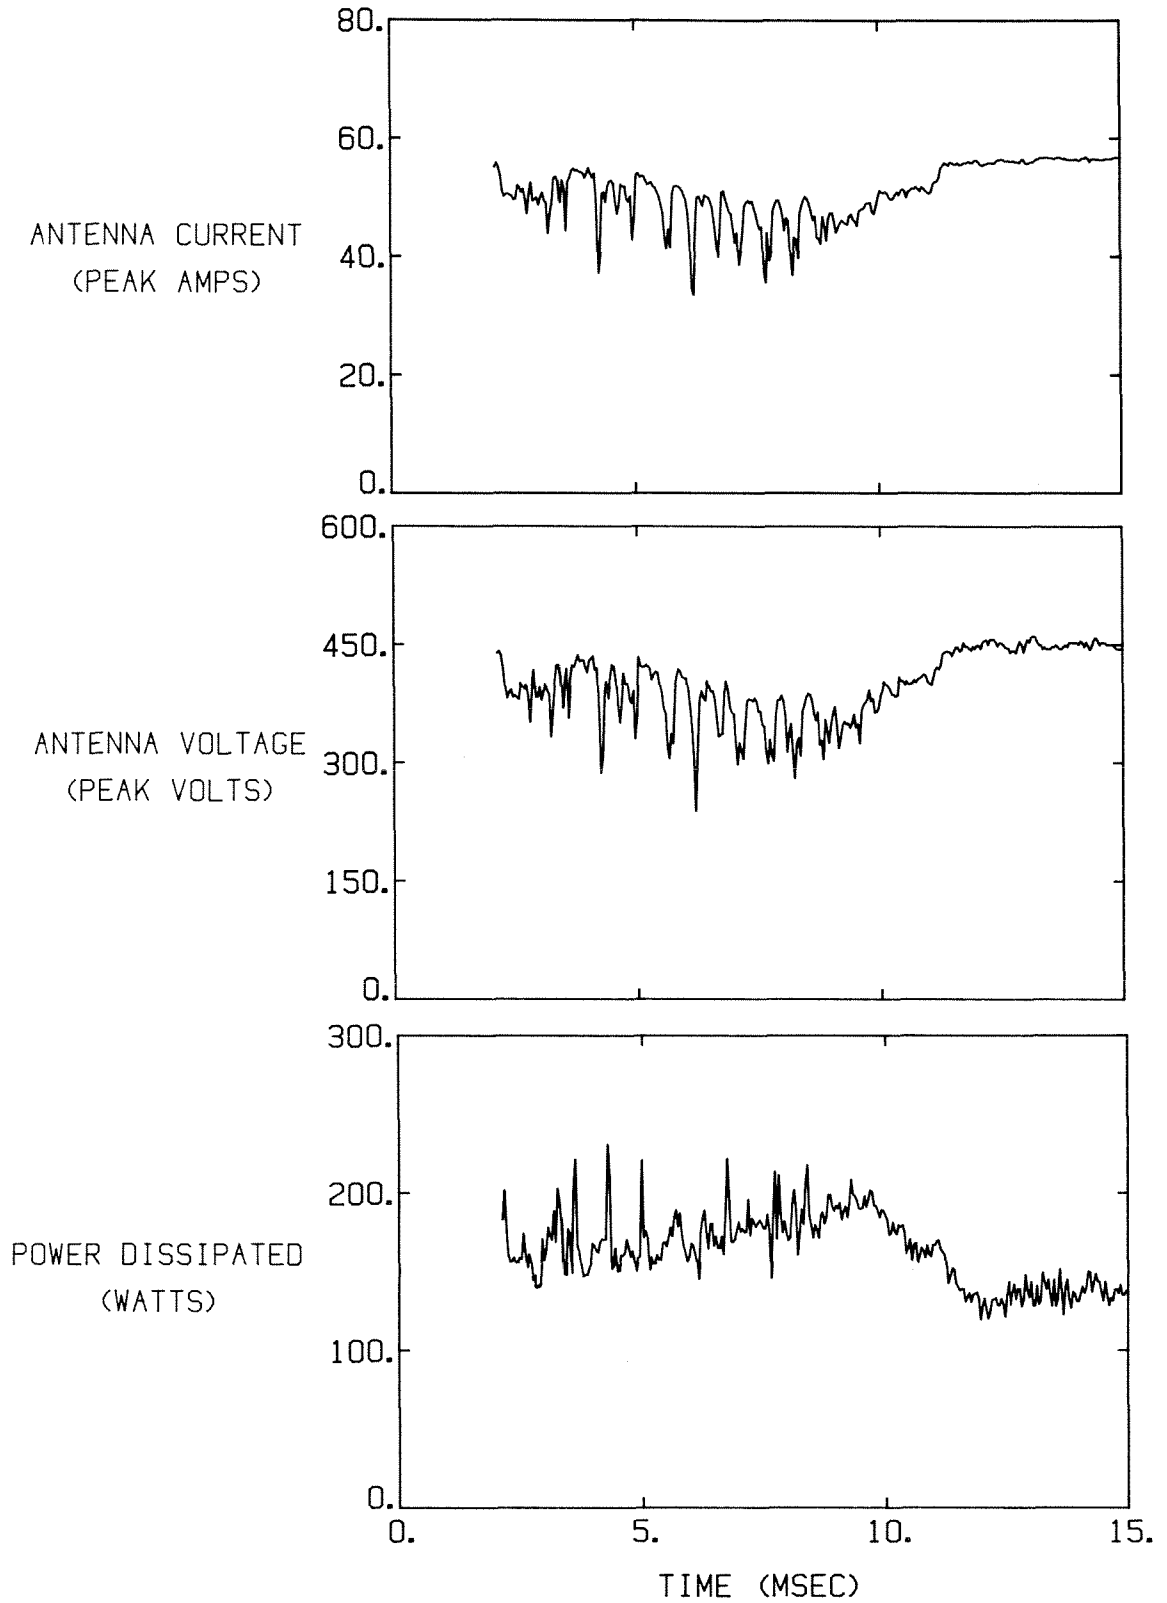 80.
60.
40.
20.
0.
ANTENNA CURRENT
(PEAK AMPS)
600.
450.
300.
150.
0.
ANTENNA VOLTAGE
(PEAK VOLTS)
300.
200.
100.
0.
POWER DISSIPATED
(WATTS)
0. 5. 10. 15.
TIME (MSEC)